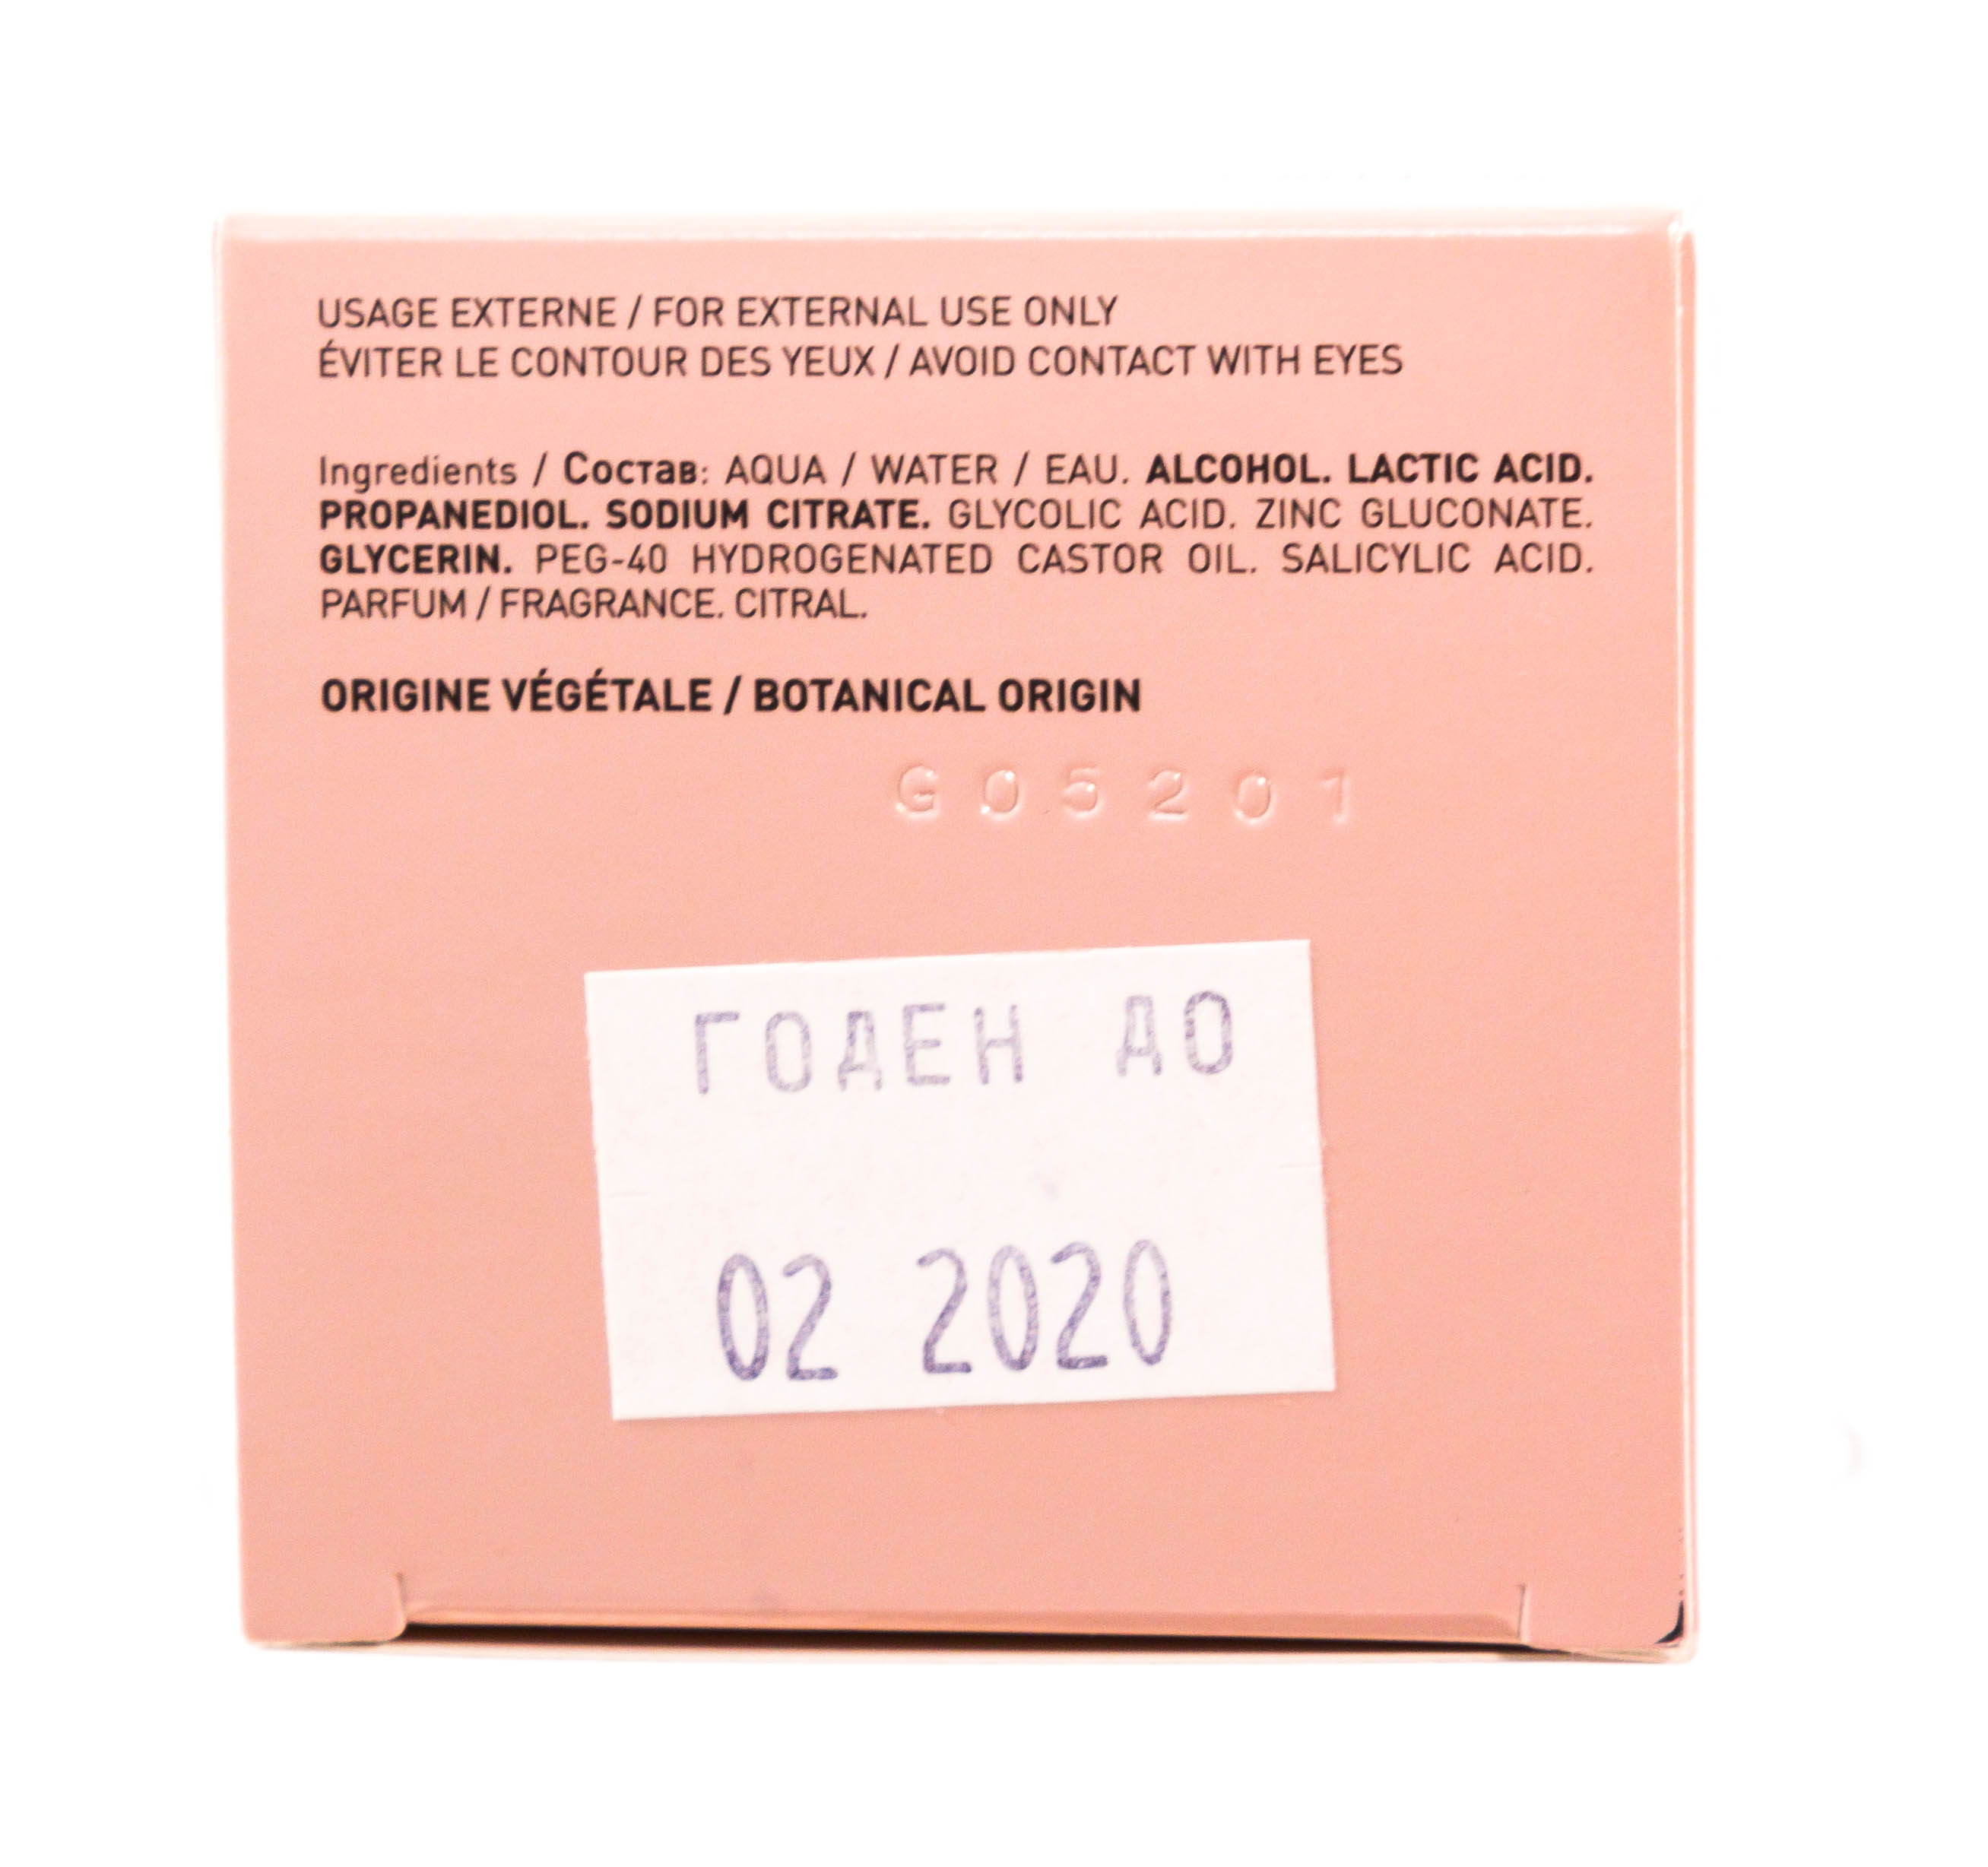 USAGE EXTERNE / FOR EXTERNAL USE ONLY
ÉVITER LE CONTOUR DES YEUX / AVOID CONTACT WITH EYES
Ingredients / Состав: AQUA / WATER / EAU. ALCOHOL. LACTIC ACID.
PROPANEDIOL. SODIUM CITRATE. GLYCOLIC ACID. ZINC GLUCONATE.
GLYCERIN. PEG-40 HYDROGENATED CASTOR OIL. SALICYLIC ACID.
PARFUM / FRAGRANCE. CITRAL.
ORIGINE VÉGÉTALE / BOTANICAL ORIGIN
G05201
ГОДЕН ДО
02 2020